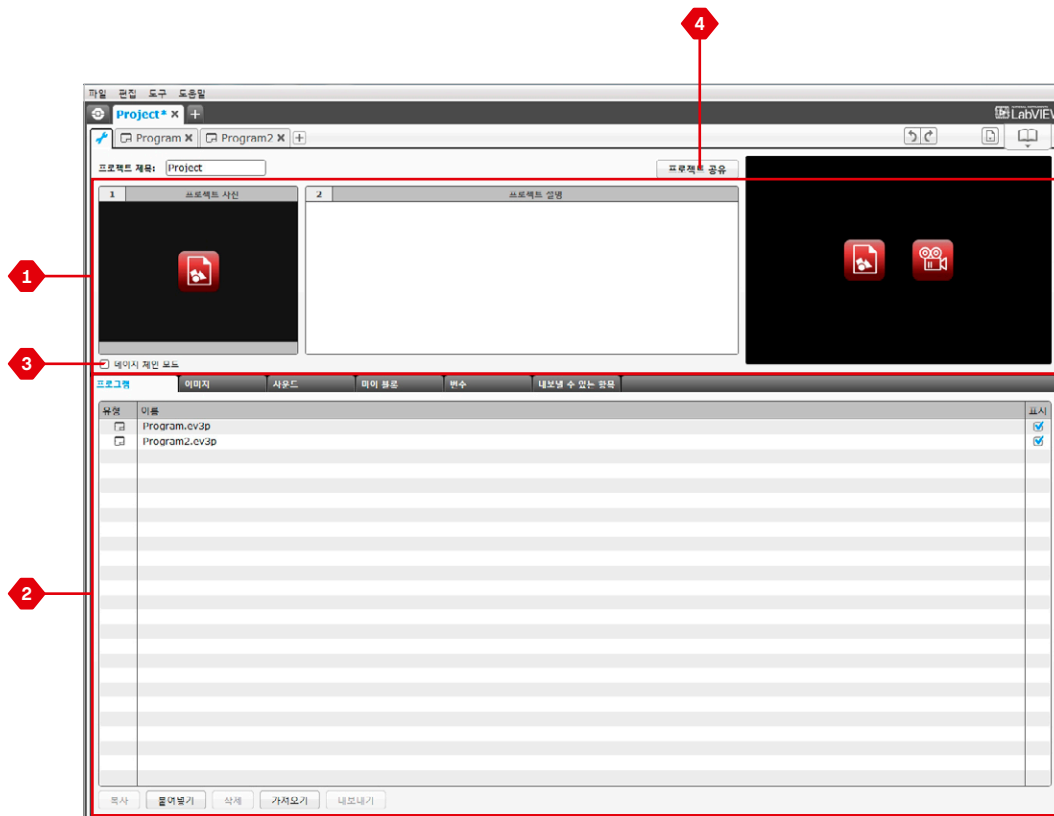 4
파일 편집 도구 도움말
Project* × +
LabVIEW
Program × Program2 × +
프로젝트 제목: Project
프로젝트 공유
1 프로젝트 사진
2 프로젝트 설명
1
3
데이지 체인 모드
프로그램 이미지 사운드 마이 블록 변수 내보낼 수 있는 항목
유형 이름 표시
Program.ev3p
Program2.ev3p
2
복사 붙여넣기 삭제 가져오기 내보내기